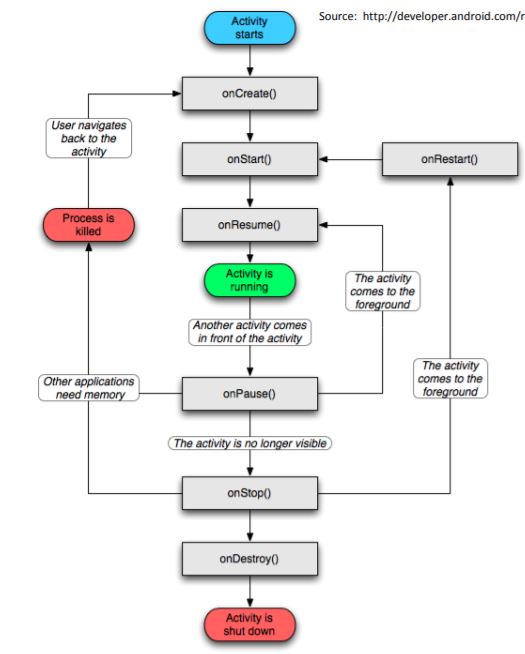 Activity
starts
Source: http://developer.android.com/r
onCreate()
User navigates
back to the
activity
onStart()
onRestart()
Process is
killed
onResume()
Activity is
running
The activity
comes to the
foreground
Another activity comes
in front of the activity
The activity
comes to the
foreground
Other applications
need memory
onPause()
The activity is no longer visible
onStop()
onDestroy()
Activity is
shut down